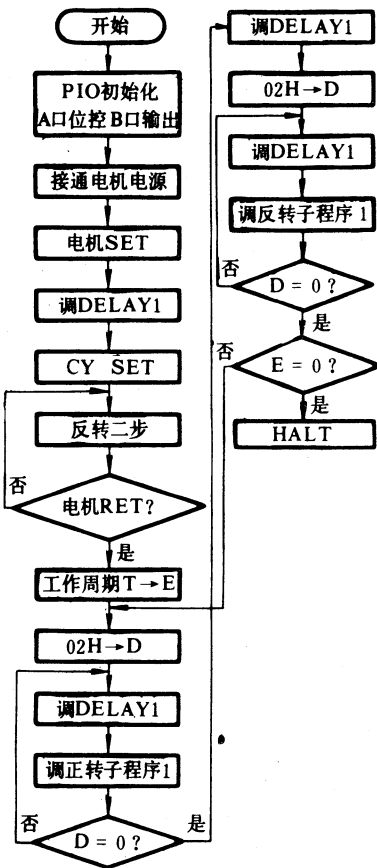 开始
PIO初始化
A口位控B口输出
接通电机电源
电机SET
调DELAY1
CY SET
反转二步
否
电机RET?
是
工作周期T→E
02H→D
调DELAY1
调正转子程序1
否
D=0?
是
调DELAY1
02H→D
调DELAY1
调反转子程序1
否
D=0?
是
否
E=0?
是
HALT